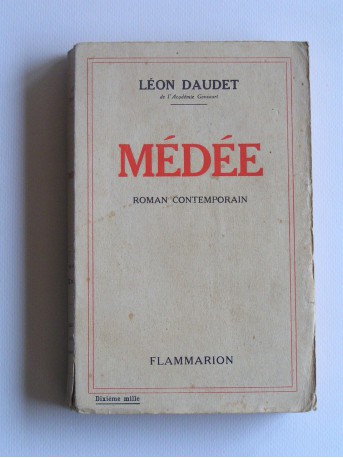 LÉON DAUDET
de l'Académie Goncourt
MÉDÉE
ROMAN CONTEMPORAIN
FLAMMARION
Dixième mille